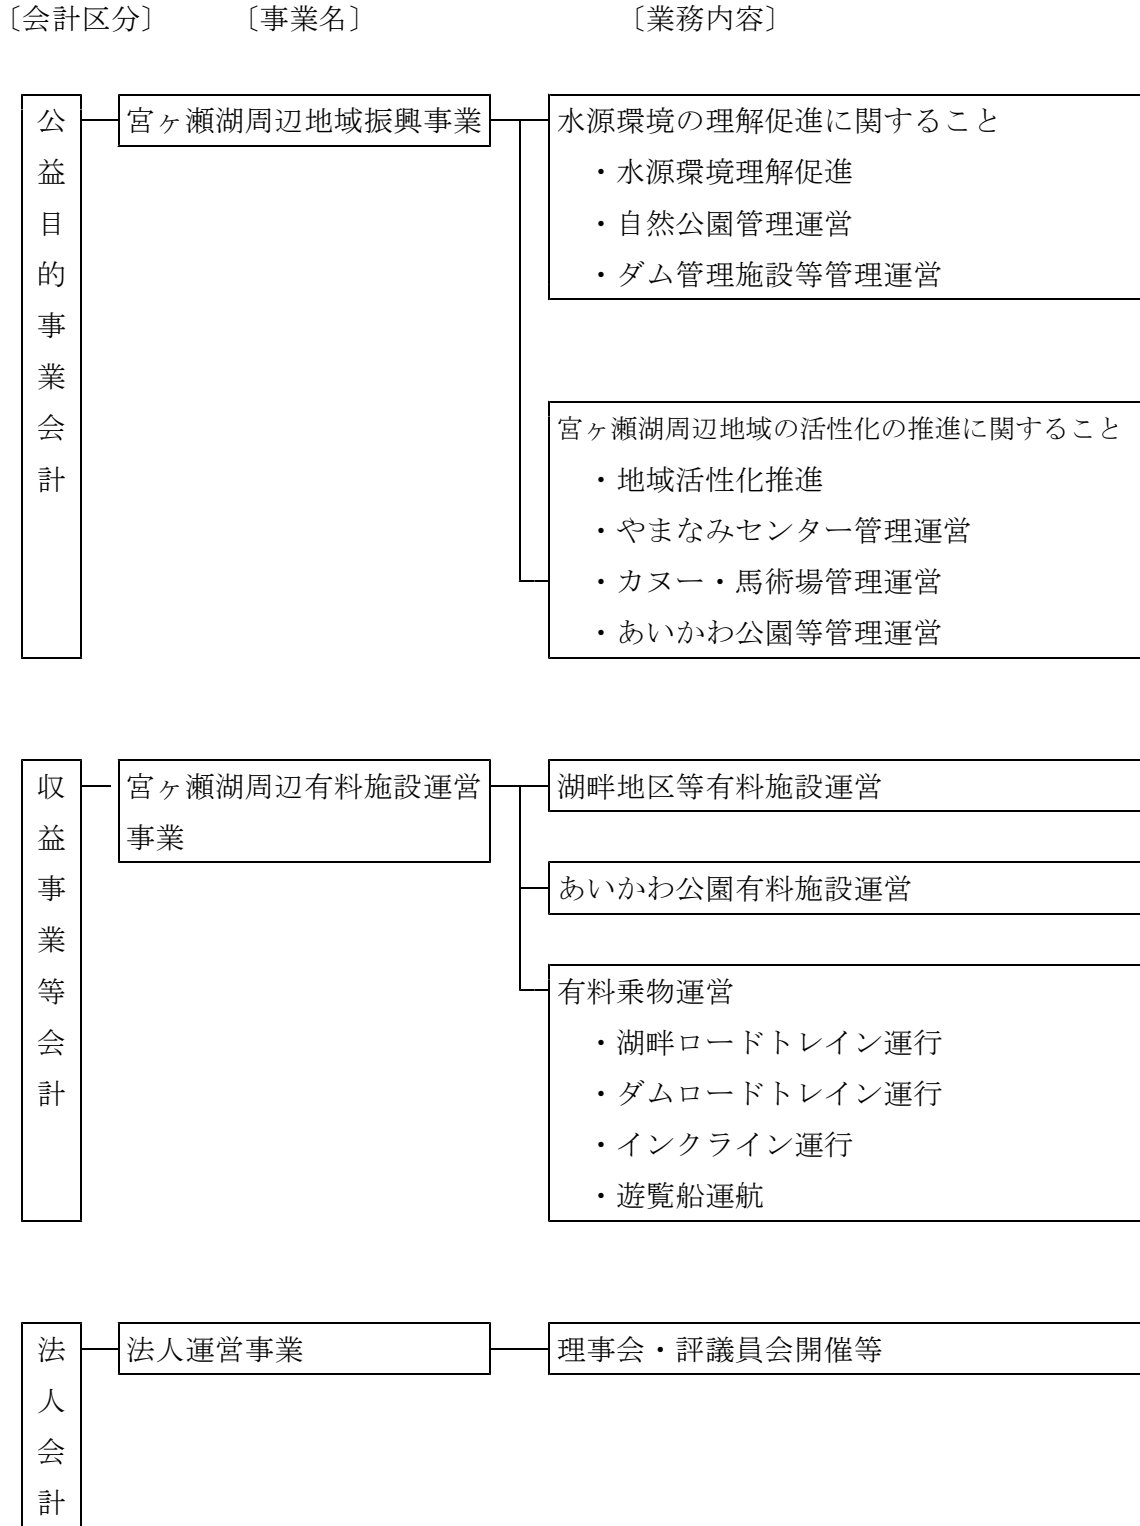 〔会計区分〕 〔事業名〕 〔業務内容〕
公益目的事業会計
宮ヶ瀬湖周辺地域振興事業
水源環境の理解促進に関すること
・水源環境理解促進
・自然公園管理運営
・ダム管理施設等管理運営
宮ヶ瀬湖周辺地域の活性化の推進に関すること
・地域活性化推進
・やまなみセンター管理運営
・カヌー・馬術場管理運営
・あいかわ公園等管理運営
収益事業等会計
宮ヶ瀬湖周辺有料施設運営
事業
湖畔地区等有料施設運営
あいかわ公園有料施設運営
有料乗物運営
・湖畔ロードトレイン運行
・ダムロードトレイン運行
・インクライン運行
・遊覧船運航
法人会計
法人運営事業
理事会・評議員会開催等